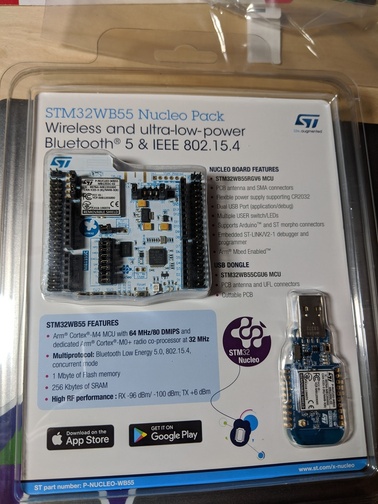 STM32WB55 Nucleo Pack
Wireless and ultra-low-power
Bluetooth® 5 & IEEE 802.15.4
ST
life.augmented
ST
NUCLEO BOARD FEATURES
• STM32WB55RGV6 MCU
• PCB antenna and SMA connectors
• Flexible power supply supporting CR2032
• Dual USB Port (application/debug)
• Multiple USER switch/LEDs
• Supports Arduino™ and ST morpho connectors
• Embedded ST-LINK/V2-1 debugger and
programmer
• Arm® Mbed Enabled™
USB DONGLE
• STM32WB55CGU6 MCU
• PCB antenna and UFL connectors
• Cuttable PCB
STM32WB55 FEATURES
• Arm® Cortex®-M4 MCU with 64 MHz/80 DMIPS and
dedicated Arm® Cortex®-M0+ radio co-processor at 32 MHz
• Multiprotocol: Bluetooth Low Energy 5.0, 802.15.4,
concurrent mode
• 1 Mbyte of Flash memory
• 256 Kbytes of SRAM
• High RF performance : RX -96 dBm/ -100 dBm; TX +6 dBm
STM32
Nucleo
Download on the
App Store
GET IT ON
Google Play
www.st.com/x-nucleo
ST part number: P-NUCLEO-WB55